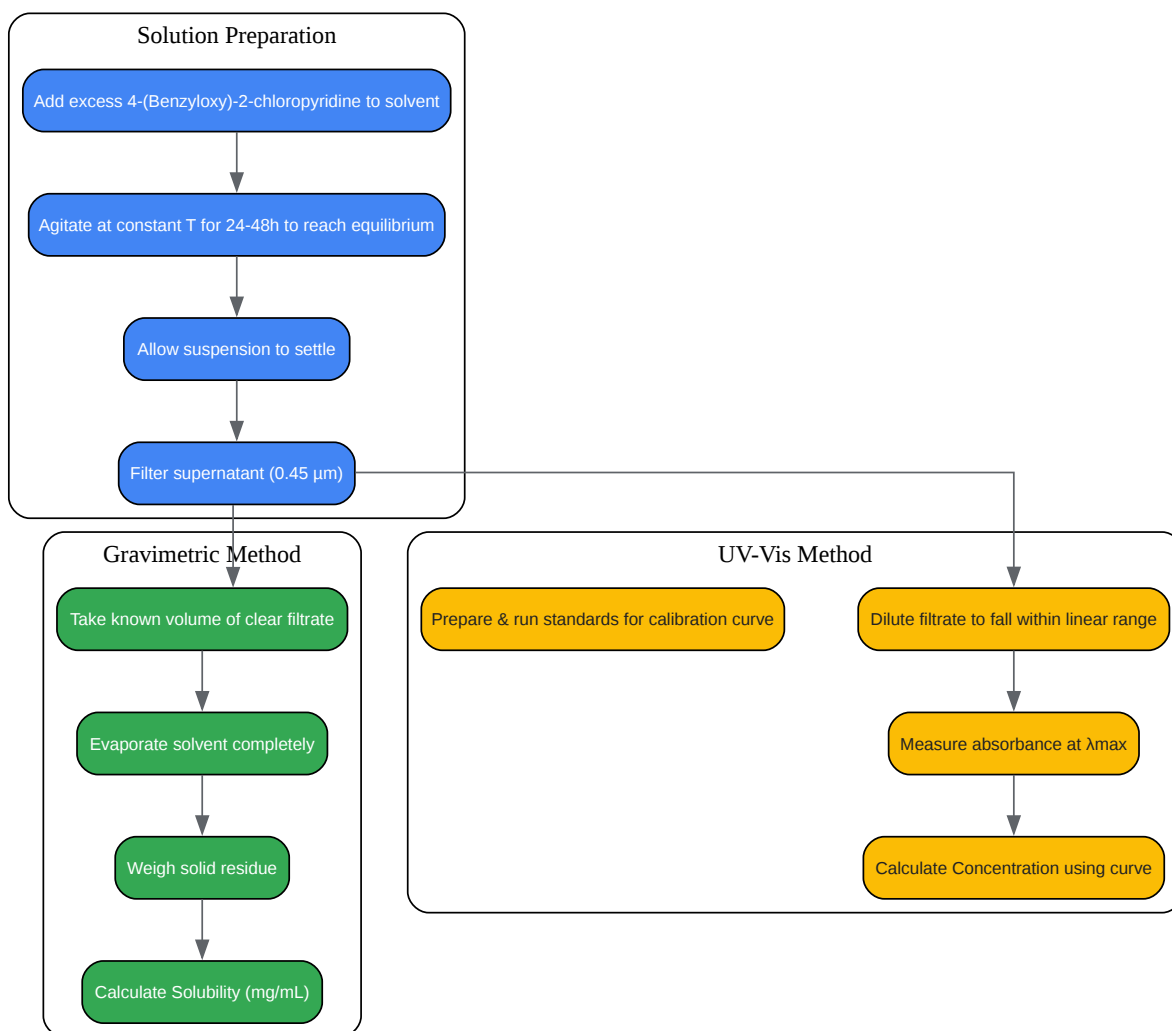 Solution Preparation
Add excess 4-(Benzyloxy)-2-chloropyridine to solvent
Agitate at constant T for 24-48h to reach equilibrium
Allow suspension to settle
Filter supernatant (0.45 µm)
Gravimetric Method
Take known volume of clear filtrate
Evaporate solvent completely
Weigh solid residue
Calculate Solubility (mg/mL)
UV-Vis Method
Prepare & run standards for calibration curve
Dilute filtrate to fall within linear range
Measure absorbance at λmax
Calculate Concentration using curve